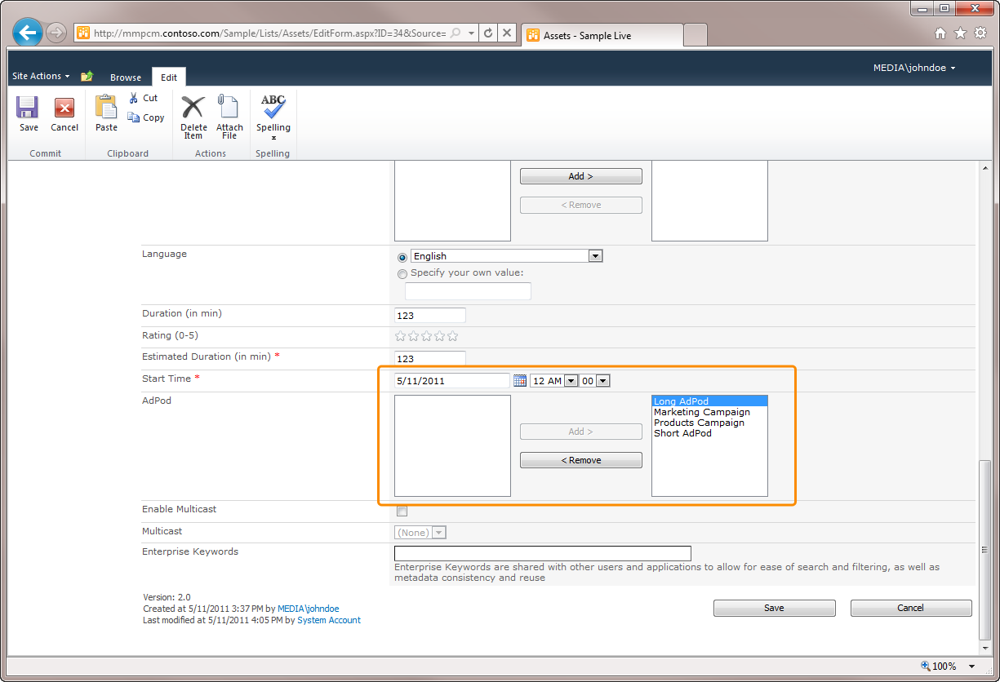 http://mmpcm.contoso.com/Sample/Lists/Assets/EditForm.aspx?ID=34&Source=
Assets - Sample Live
Site Actions
Browse
Edit
MEDIA\johndoe
Save
Cancel
Paste
Cut
Copy
Delete Item
Attach File
ABC
Spelling
Commit
Clipboard
Actions
Spelling
Add >
< Remove
Language
English
Specify your own value:
Duration (in min)
123
Rating (0-5)
Estimated Duration (in min) *
123
Start Time *
5/11/2011
12 AM
00
AdPod
Add >
< Remove
Long AdPod
Marketing Campaign
Products Campaign
Short AdPod
Enable Multicast
Multicast
(None)
Enterprise Keywords
Enterprise Keywords are shared with other users and applications to allow for ease of search and filtering, as well as
metadata consistency and reuse
Version: 2.0
Created at 5/11/2011 3:37 PM by MEDIA\johndoe
Last modified at 5/11/2011 4:05 PM by System Account
Save
Cancel
100%